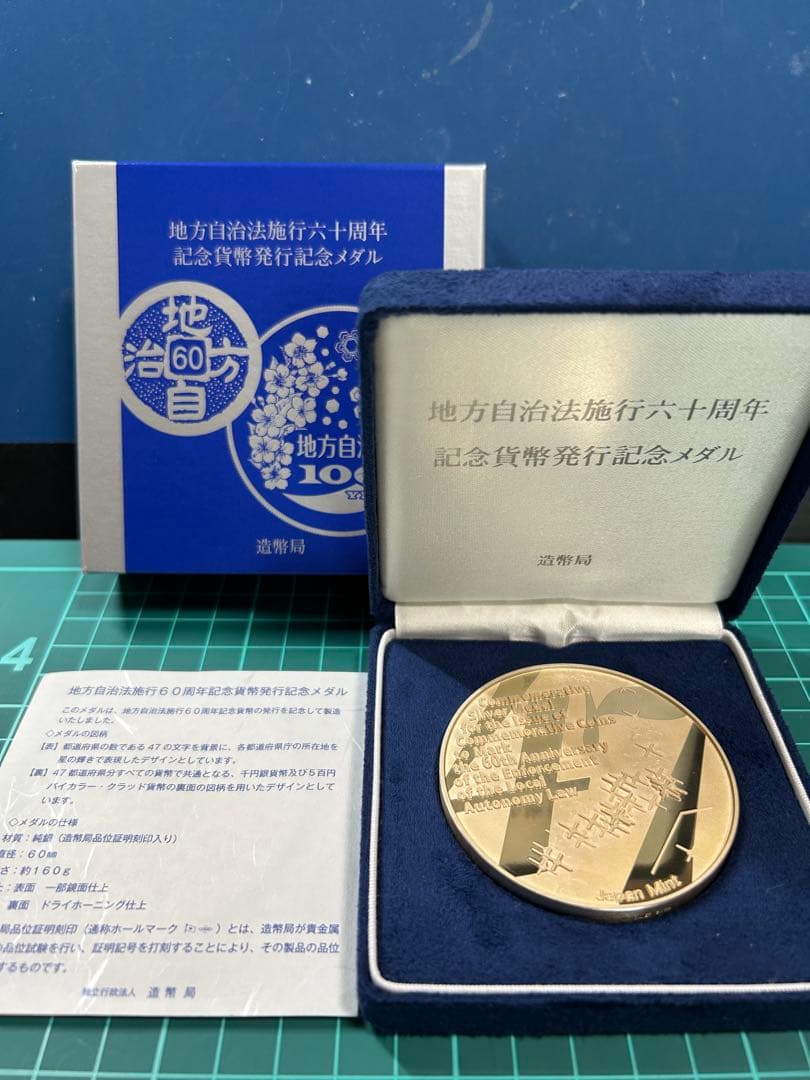 地方自治法施行六十周年
記念貨幣発行記念メダル
地
治 60 方
自
地方自治
100
造幣局
地方自治法施行六十周年
記念貨幣発行記念メダル
造幣局
Commemorative
Silver Medal
for the Issue of
Commemorative Coins
to Mark
the 60th Anniversary
of the Enforcement
of the Local
Autonomy Law
Japan Mint
4
地方自治法施行６０周年記念貨幣発行記念メダル
このメダルは、地方自治法施行６０周年記念貨幣の発行を記念して製造
いたしました。
◇メダルの図柄
【表】都道府県の数である４７の文字を背景に、各都道府県庁の所在地を
星の輝きで表現したデザインとしています。
【裏】４７都道府県分すべての貨幣で共通となる、千円銀貨幣及び５百円
バイカラー・クラッド貨幣の裏面の図柄を用いたデザインとして
います。
◇メダルの仕様
材質：純銀（造幣局品位証明刻印入り）
直径：６０㎜
さ：約１６０ｇ
：表面 一部鏡面仕上
裏面 ドライホーニング仕上
局品位証明刻印（通称ホールマーク「 」）とは、造幣局が貴金属
品位試験を行い、証明記号を打刻することにより、その製品の品位
するものです。
独立行政法人 造幣局